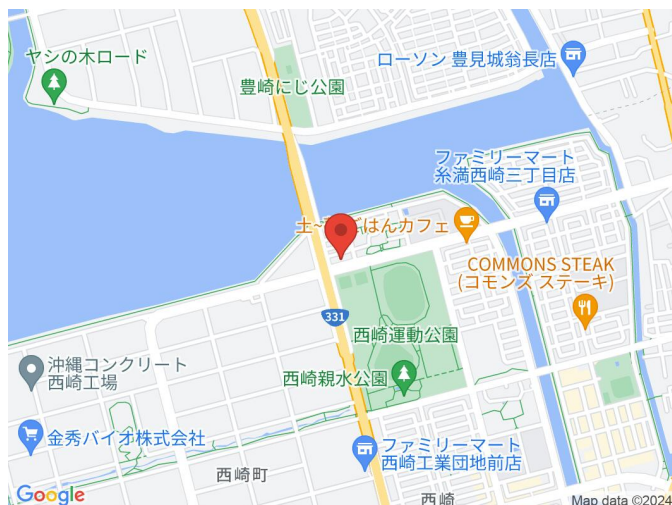 ヤシの木ロード
豊崎にじ公園
ローソン 豊見城翁長店
ファミリーマート
糸満西崎三丁目店
土~
ごはんカフェ
COMMONS STEAK
(コモンズ ステーキ)
331
西崎運動公園
沖縄コンクリート
西崎工場
西崎親水公園
金秀バイオ株式会社
ファミリーマート
西崎工業団地前店
西崎町
西崎
Google
Map data ©2024